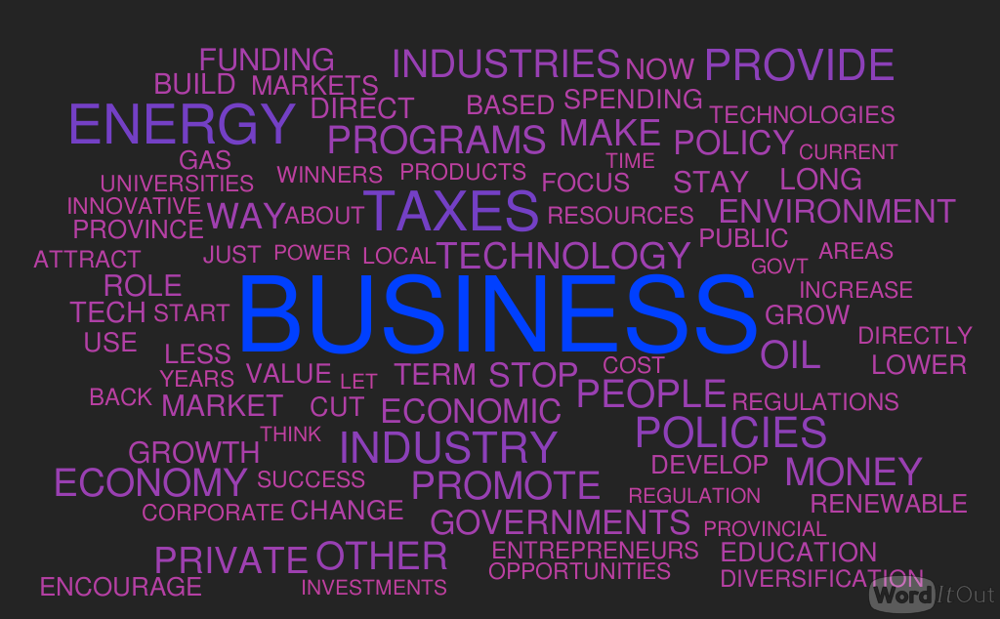 FUNDING INDUSTRIES NOW PROVIDE
BUILD MARKETS
ENERGY DIRECT BASED SPENDING TECHNOLOGIES
PROGRAMS MAKE POLICY CURRENT
GAS TIME
UNIVERSITIES WINNERS PRODUCTS FOCUS STAY LONG
INNOVATIVE WAY ABOUT TAXES RESOURCES ENVIRONMENT
PROVINCE PUBLIC
ATTRACT JUST POWER LOCAL TECHNOLOGY GOVT AREAS
ROLE BUSINESS INCREASE
TECH START GROW
USE DIRECTLY
LESS OIL LOWER
YEARS VALUE LET TERM STOP COST
BACK MARKET CUT ECONOMIC PEOPLE REGULATIONS
THINK POLICIES
GROWTH INDUSTRY DEVELOP MONEY
ECONOMY SUCCESS PROMOTE REGULATION RENEWABLE
CORPORATE CHANGE GOVERNMENTS PROVINCIAL
PRIVATE OTHER ENTREPRENEURS EDUCATION
OPPORTUNITIES DIVERSIFICATION
ENCOURAGE INVESTMENTS
WordItOut